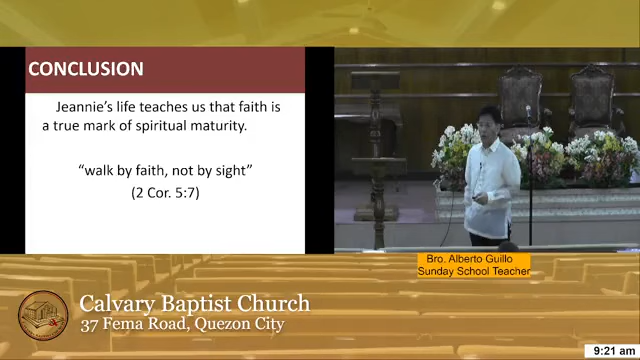 CONCLUSION
Jeannie's life teaches us that faith is
a true mark of spiritual maturity.
"walk by faith, not by sight"
(2 Cor. 5:7)
Bro. Alberto Guillo
Sunday School Teacher
Calvary Baptist Church
37 Fema Road, Quezon City
9:21 am